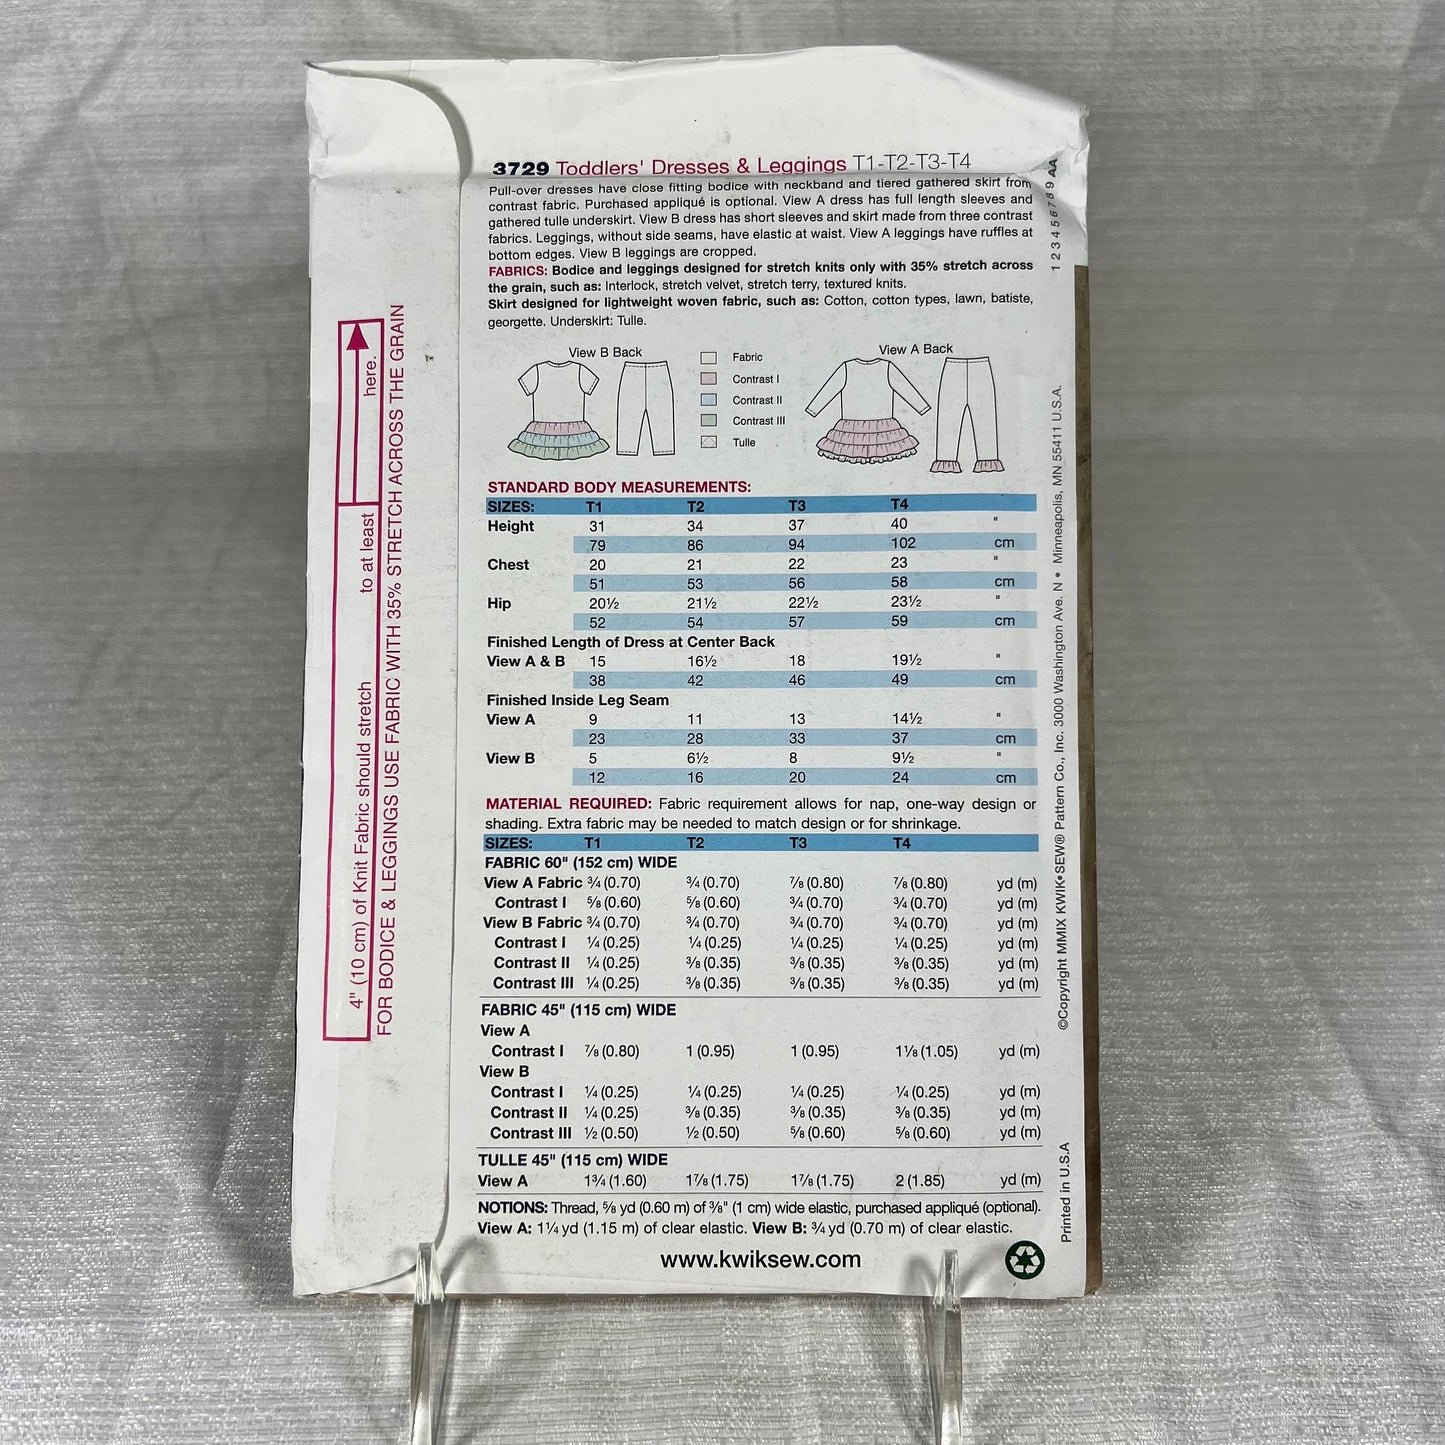 3729 Toddlers' Dresses & Leggings T1-T2-T3-T4
Pull-over dresses have close fitting bodice with neckband and tiered gathered skirt from
contrast fabric. Purchased appliqué is optional. View A dress has full length sleeves and
gathered tulle underskirt. View B dress has short sleeves and skirt made from three contrast
fabrics. Leggings, without side seams, have elastic at waist. View A leggings have ruffles at
bottom edges. View B leggings are cropped.
FABRICS: Bodice and leggings designed for stretch knits only with 35% stretch across
the grain, such as: Interlock, stretch velvet, stretch terry, textured knits.
Skirt designed for lightweight woven fabric, such as: Cotton, cotton types, lawn, batiste,
georgette. Underskirt: Tulle.
View B Back
Fabric
Contrast I
Contrast II
Contrast III
Tulle
View A Back
STANDARD BODY MEASUREMENTS:
SIZES: T1 T2 T3 T4
Height 31 34 37 40 "
79 86 94 102 cm
Chest 20 21 22 23 "
51 53 56 58 cm
Hip 20½ 21½ 22½ 23½ "
52 54 57 59 cm
Finished Length of Dress at Center Back
View A & B 15 16½ 18 19½ "
38 42 46 49 cm
Finished Inside Leg Seam
View A 9 11 13 14½ "
23 28 33 37 cm
View B 5 6½ 8 9½ "
12 16 20 24 cm
MATERIAL REQUIRED: Fabric requirement allows for nap, one-way design or
shading. Extra fabric may be needed to match design or for shrinkage.
SIZES: T1 T2 T3 T4
FABRIC 60" (152 cm) WIDE
View A Fabric ¾ (0.70) ¾ (0.70) ⅞ (0.80) ⅞ (0.80) yd (m)
Contrast I ⅝ (0.60) ⅝ (0.60) ¾ (0.70) ¾ (0.70) yd (m)
View B Fabric ¾ (0.70) ¾ (0.70) ¾ (0.70) ¾ (0.70) yd (m)
Contrast I ¼ (0.25) ¼ (0.25) ¼ (0.25) ¼ (0.25) yd (m)
Contrast II ¼ (0.25) ⅜ (0.35) ⅜ (0.35) ⅜ (0.35) yd (m)
Contrast III ¼ (0.25) ⅜ (0.35) ⅜ (0.35) ⅜ (0.35) yd (m)
FABRIC 45" (115 cm) WIDE
View A
Contrast I ⅞ (0.80) 1 (0.95) 1 (0.95) 1⅛ (1.05) yd (m)
View B
Contrast I ¼ (0.25) ¼ (0.25) ¼ (0.25) ¼ (0.25) yd (m)
Contrast II ¼ (0.25) ⅜ (0.35) ⅜ (0.35) ⅜ (0.35) yd (m)
Contrast III ½ (0.50) ½ (0.50) ⅝ (0.60) ⅝ (0.60) yd (m)
TULLE 45" (115 cm) WIDE
View A 1¾ (1.60) 1⅞ (1.75) 1⅞ (1.75) 2 (1.85) yd (m)
NOTIONS: Thread, ⅝ yd (0.60 m) of ⅜" (1 cm) wide elastic, purchased appliqué (optional).
View A: 1¼ yd (1.15 m) of clear elastic. View B: ¾ yd (0.70 m) of clear elastic.
www.kwiksew.com
4" (10 cm) of Knit Fabric should stretch to at least here.
FOR BODICE & LEGGINGS USE FABRIC WITH 35% STRETCH ACROSS THE GRAIN
1 2 3 4 5 6 7 8 9 AA
©Copyright MMIX KWIK•SEW® Pattern Co., Inc. 3000 Washington Ave. N • Minneapolis, MN 55411 U.S.A.
Printed in U.S.A